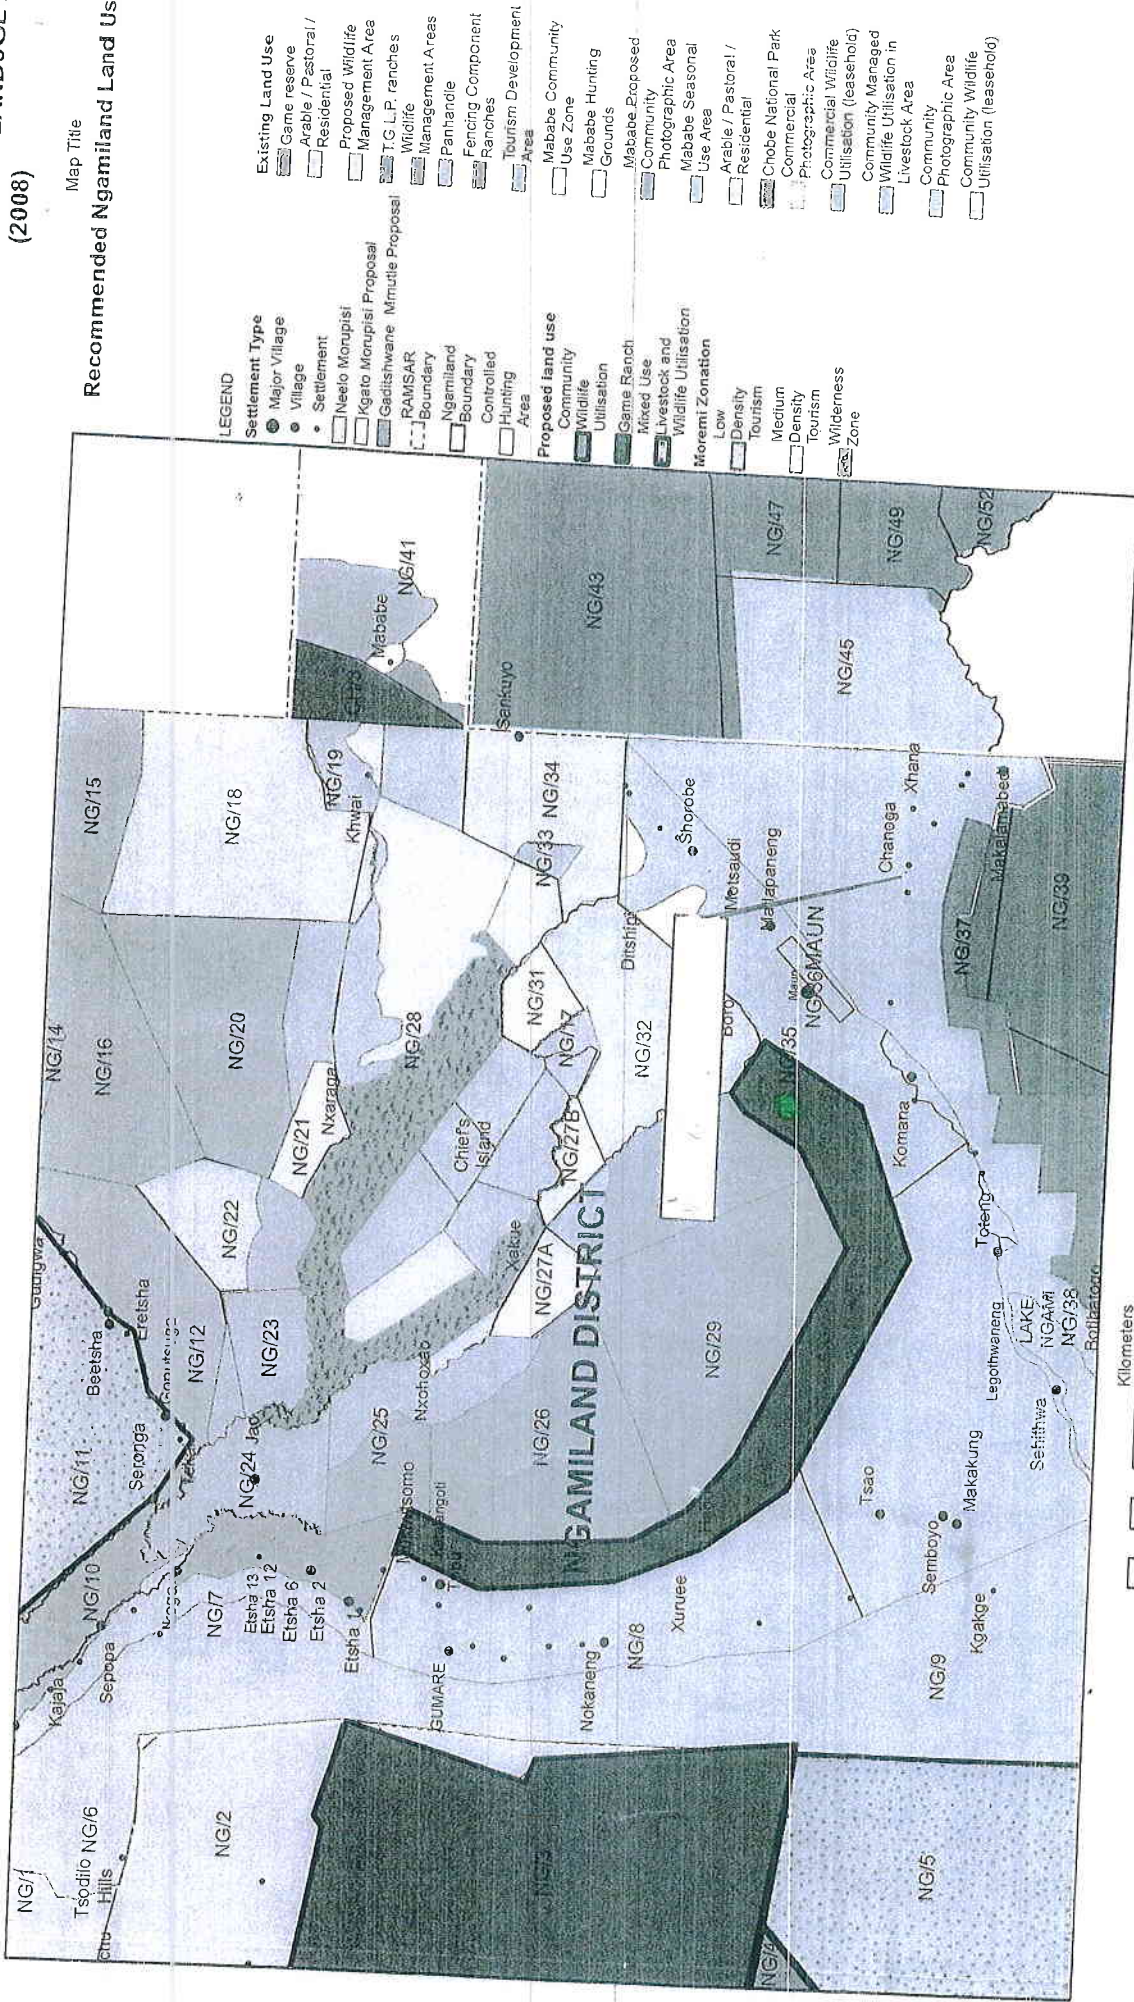 (2008)
Map Title
Recommended Ngamiland Land Us
LEGEND
Settlement Type
Major Village
Village
Settlement
Neelo Morupisi
Kgato Morupisi Proposal
Gaditshwane Mmutle Proposal
RAMSAR
Boundary
Ngamiland
Boundary
Controlled
Hunting
Area
Proposed land use
Community
Wildlife
Utilisation
Game Ranch
Mixed Use
Livestock and
Wildlife Utilisation
Moremi Zonation
Low
Density
Tourism
Medium
Density
Tourism
Wilderness
Zone
Existing Land Use
Game reserve
Arable / Pastoral /
Residential
Proposed Wildlife
Management Area
T.G.L.P. ranches
Wildlife
Management Areas
Panhandle
Fencing Component
Ranches
Tourism Development
Area
Mababe Community
Use Zone
Mababe Hunting
Grounds
Mababe Proposed
Community
Photographic Area
Mababe Seasonal
Use Area
Arable / Pastoral /
Residential
Chobe National Park
Commercial
Photographic Area
Commercial Wildlife
Utilisation (leasehold)
Community Managed
Wildlife Utilisation in
Livestock Area
Community
Photographic Area
Community Wildlife
Utilisation (leasehold)
NG/1
Tsodilo NG/6
Hills
NG/2
NG/4
NG/5
Kajaja
NG/10
Sepopa
NG/7
Etsha 13
Etsha 12
Etsha 6
Etsha 2
Etsha 1
GUMARE
Nokaneng
NG/8
Xuruee
NG/9
Kgakge
Semboyo
Makakung
Tsao
NG/11
Seronga
Beetsha
Gudigwa
Eretsha
NG/12
NG/23
NG/24 Jao
NG/25
Nxchoxab
NG/26
NG/29
NGAMILAND DISTRICT
NG/27A
Xakue
NG/27B
Chief's
Island
NG/22
NG/21
Nxaraga
NG/20
NG/16
NG/14
NG/15
NG/18
NG/19
Khwai
NG/28
NG/31
NG/17
NG/32
NG/33
NG/34
Sankuyo
Mababe
NG/41
NG/43
NG/45
NG/47
NG/49
NG/52
Ditshipi
Shorobe
Motsaudi
Matlapaneng
Boro
Maun
NG/36MAUN
Chanoga
Xhana
Makalamabedi
NG/37
NG/39
Komana
Toteng
LAKE
NGAMI
NG/38
Legothwaneng
Sehithwa
Bothatogo
Kilometers